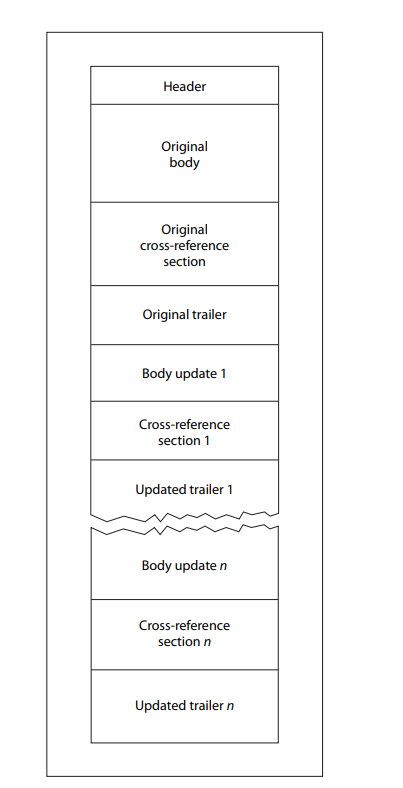 Header
Original
body
Original
cross-reference
section
Original trailer
Body update 1
Cross-reference
section 1
Updated trailer 1
Body update n
Cross-reference
section n
Updated trailer n